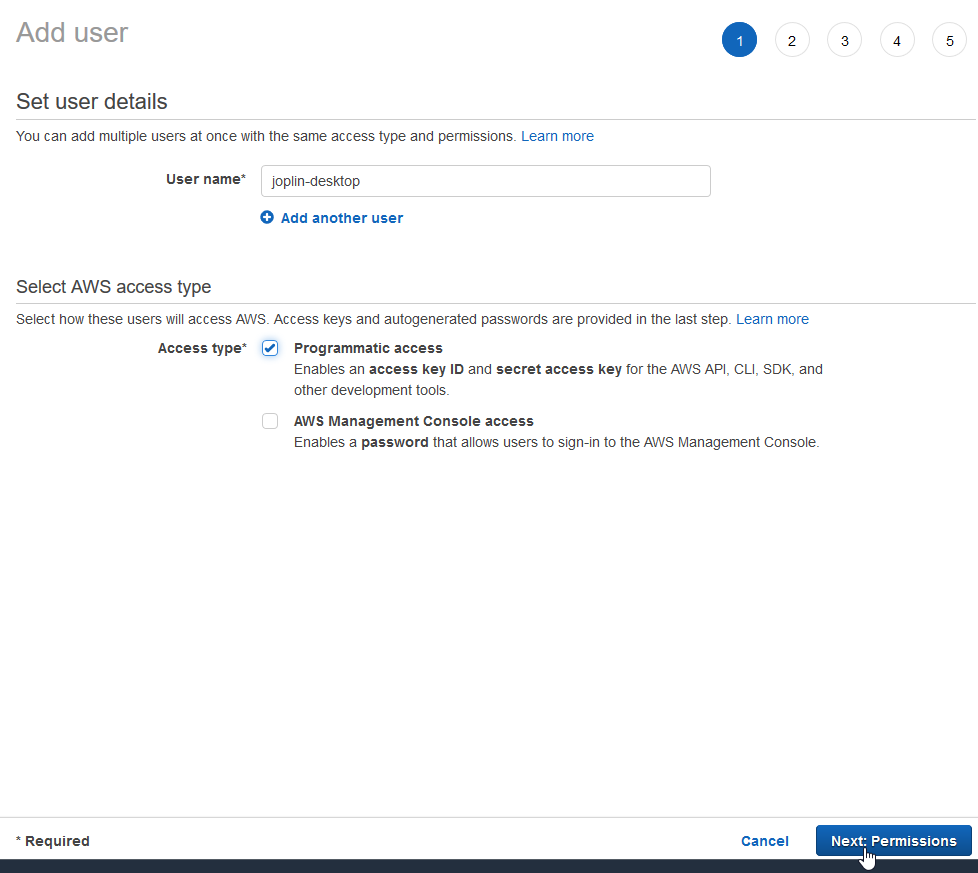 Add user
1 2 3 4 5
Set user details
You can add multiple users at once with the same access type and permissions. Learn more
User name*
joplin-desktop
Add another user
Select AWS access type
Select how these users will access AWS. Access keys and autogenerated passwords are provided in the last step. Learn more
Access type*
Programmatic access
Enables an access key ID and secret access key for the AWS API, CLI, SDK, and
other development tools.
AWS Management Console access
Enables a password that allows users to sign-in to the AWS Management Console.
* Required
Cancel
Next: Permissions